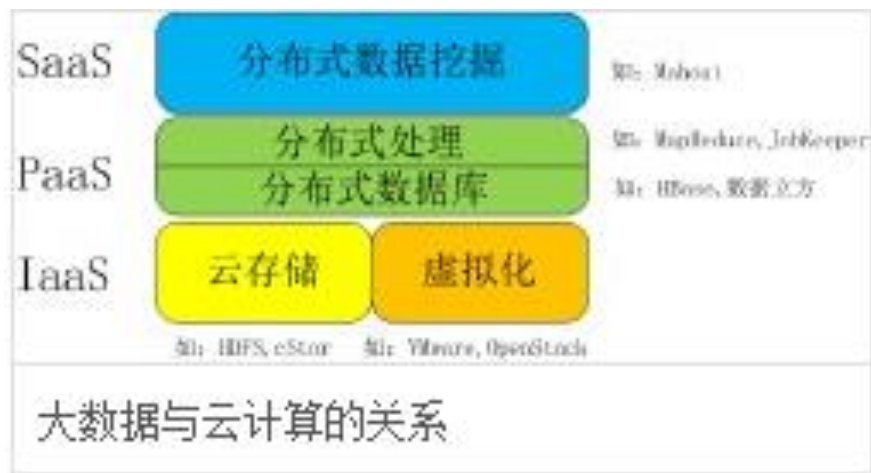 SaaS 分布式数据挖掘 如: Mahout
PaaS 分布式处理 如: MapReduce, JobKeeper
分布式数据库 如: HBase, 数据立方
IaaS 云存储 虚拟化
如: HDFS, cStor 如: VMware, OpenStack
大数据与云计算的关系